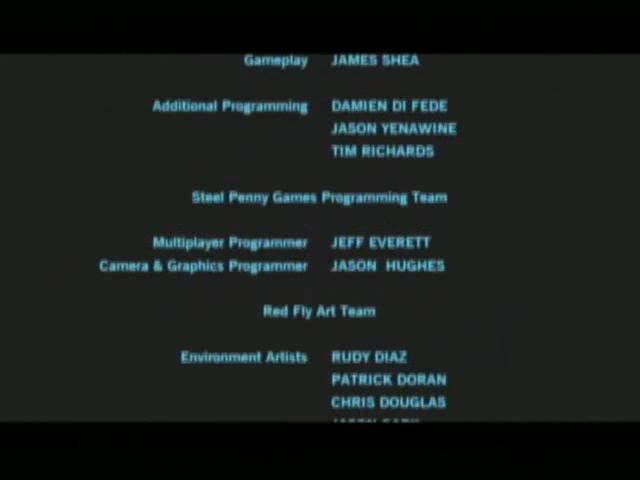 Gameplay JAMES SHEA
Additional Programming DAMIEN DI FEDE
JASON YENAWINE
TIM RICHARDS
Steel Penny Games Programming Team
Multiplayer Programmer JEFF EVERETT
Camera & Graphics Programmer JASON HUGHES
Red Fly Art Team
Environment Artists RUDY DIAZ
PATRICK DORAN
CHRIS DOUGLAS